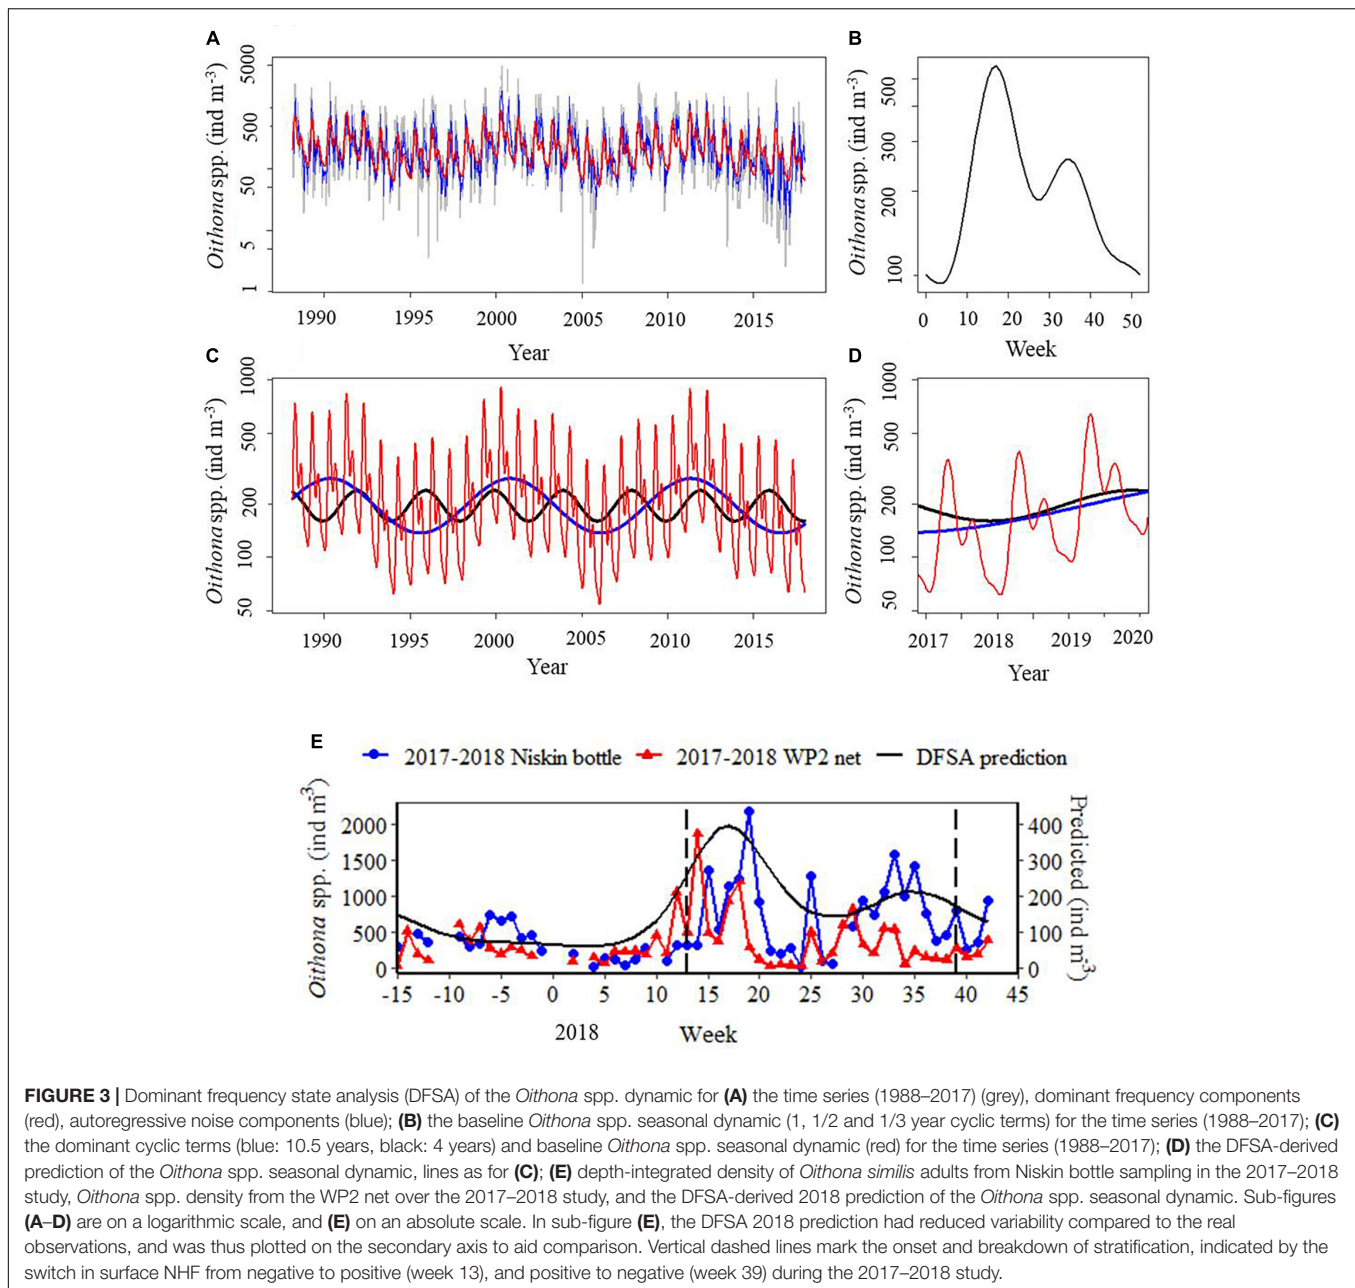 A
B
Oithona spp. (ind m-3)
5000
500
50
5
1
1990 1995 2000 2005 2010 2015
Year
Oithona spp. (ind m-3)
500
300
200
100
0 10 20 30 40 50
Week
C
D
Oithona spp. (ind m-3)
1000
500
200
100
50
1990 1995 2000 2005 2010 2015
Year
Oithona spp. (ind m-3)
1000
500
200
100
50
2017 2018 2019 2020
Year
E
2017-2018 Niskin bottle 2017-2018 WP2 net DFSA prediction
Oithona spp. (ind m-3)
2000
1500
1000
500
0
Predicted (ind m-3)
400
300
200
100
0
-15 -10 -5 0 5 10 15 20 25 30 35 40 45
2018 Week
FIGURE 3 | Dominant frequency state analysis (DFSA) of the Oithona spp. dynamic for (A) the time series (1988–2017) (grey), dominant frequency components
(red), autoregressive noise components (blue); (B) the baseline Oithona spp. seasonal dynamic (1, 1/2 and 1/3 year cyclic terms) for the time series (1988–2017); (C)
the dominant cyclic terms (blue: 10.5 years, black: 4 years) and baseline Oithona spp. seasonal dynamic (red) for the time series (1988–2017); (D) the DFSA-derived
prediction of the Oithona spp. seasonal dynamic, lines as for (C); (E) depth-integrated density of Oithona similis adults from Niskin bottle sampling in the 2017–2018
study, Oithona spp. density from the WP2 net over the 2017–2018 study, and the DFSA-derived 2018 prediction of the Oithona spp. seasonal dynamic. Sub-figures
(A–D) are on a logarithmic scale, and (E) on an absolute scale. In sub-figure (E), the DFSA 2018 prediction had reduced variability compared to the real
observations, and was thus plotted on the secondary axis to aid comparison. Vertical dashed lines mark the onset and breakdown of stratification, indicated by the
switch in surface NHF from negative to positive (week 13), and positive to negative (week 39) during the 2017–2018 study.